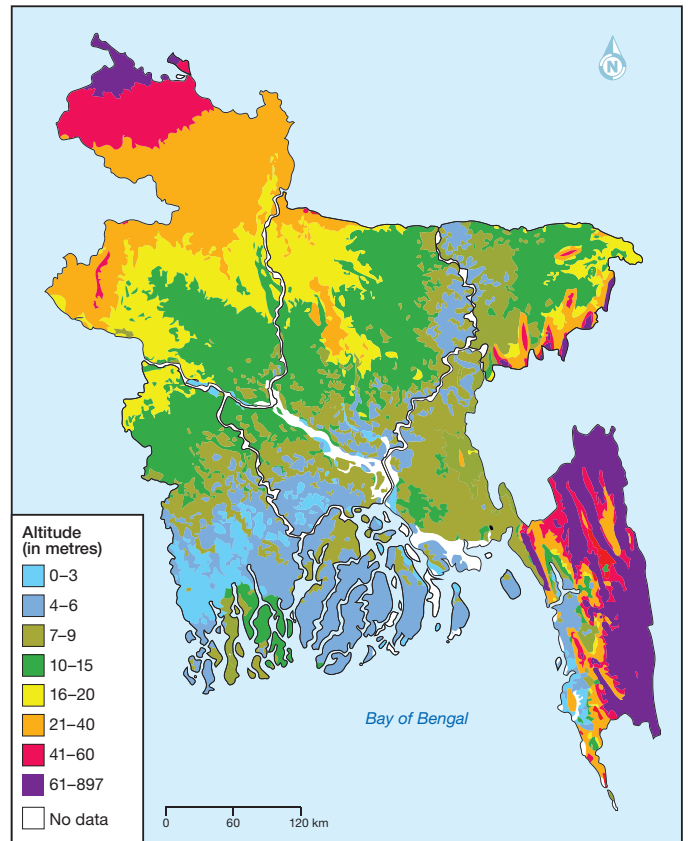 N
Altitude
(in metres)
0–3
4–6
7–9
10–15
16–20
21–40
41–60
61–897
No data
Bay of Bengal
0 60 120 km